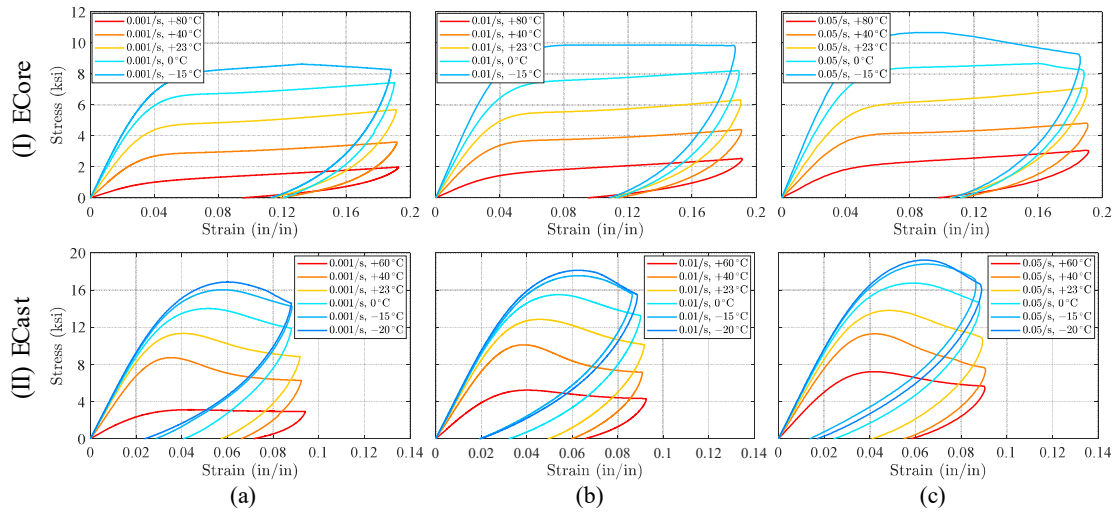 (I) ECore
Stress (ksi)
12
10
8
6
4
2
0
0.001/s, +80°C
0.001/s, +40°C
0.001/s, +23°C
0.001/s, 0°C
0.001/s, −15°C
0 0.04 0.08 0.12 0.16 0.2
Strain (in/in)
0.01/s, +80°C
0.01/s, +40°C
0.01/s, +23°C
0.01/s, 0°C
0.01/s, −15°C
0 0.04 0.08 0.12 0.16 0.2
Strain (in/in)
0.05/s, +80°C
0.05/s, +40°C
0.05/s, +23°C
0.05/s, 0°C
0.05/s, −15°C
0 0.04 0.08 0.12 0.16 0.2
Strain (in/in)
(II) ECast
Stress (ksi)
20
16
12
8
4
0
0.001/s, +60°C
0.001/s, +40°C
0.001/s, +23°C
0.001/s, 0°C
0.001/s, −15°C
0.001/s, −20°C
0 0.02 0.04 0.06 0.08 0.1 0.12 0.14
Strain (in/in)
(a)
0.01/s, +60°C
0.01/s, +40°C
0.01/s, +23°C
0.01/s, 0°C
0.01/s, −15°C
0.01/s, −20°C
0 0.02 0.04 0.06 0.08 0.1 0.12 0.14
Strain (in/in)
(b)
0.05/s, +60°C
0.05/s, +40°C
0.05/s, +23°C
0.05/s, 0°C
0.05/s, −15°C
0.05/s, −20°C
0.02 0.04 0.06 0.08 0.1 0.12 0.14
Strain (in/in)
(c)